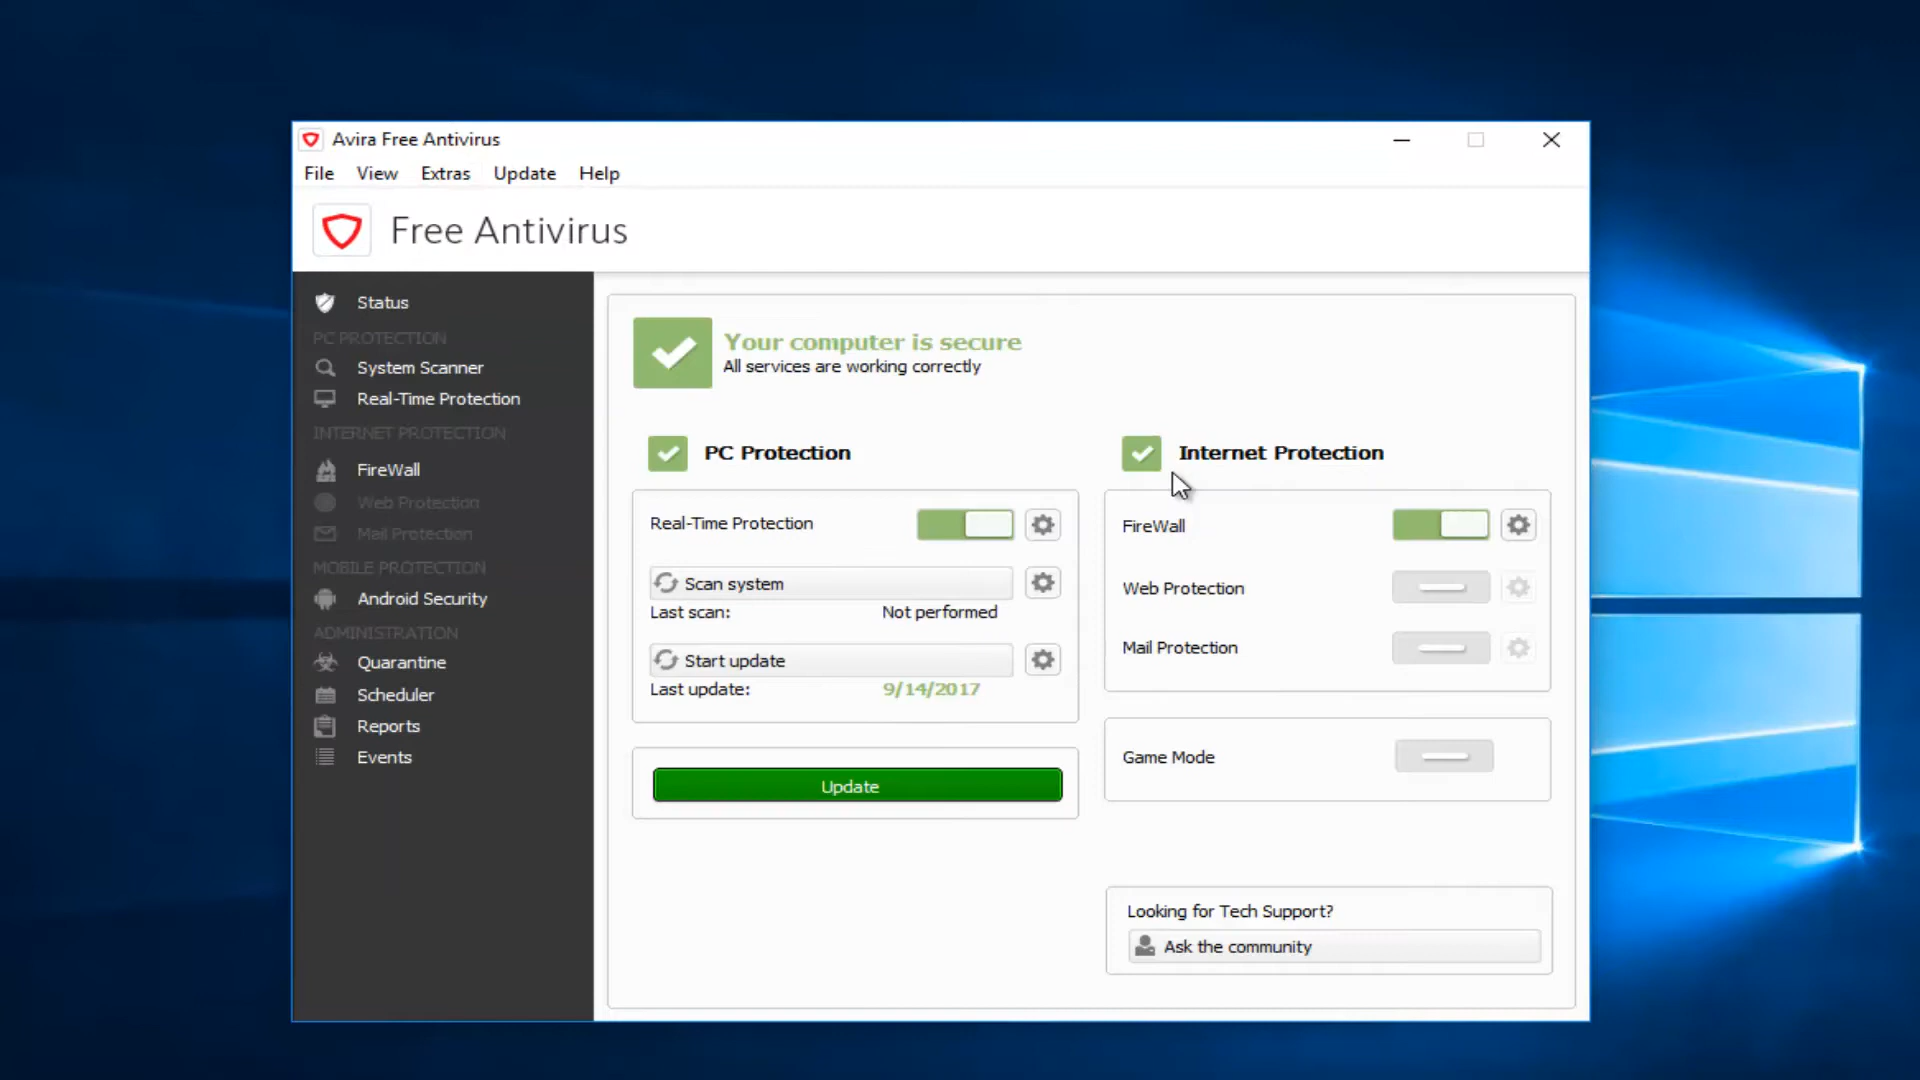 Avira Free Antivirus
File View Extras Update Help
Free Antivirus
Status
PC PROTECTION
System Scanner
Real-Time Protection
INTERNET PROTECTION
FireWall
Web Protection
Mail Protection
MOBILE PROTECTION
Android Security
ADMINISTRATION
Quarantine
Scheduler
Reports
Events
Your computer is secure
All services are working correctly
PC Protection
Real-Time Protection
Scan system
Last scan: Not performed
Start update
Last update: 9/14/2017
Update
Internet Protection
FireWall
Web Protection
Mail Protection
Game Mode
Looking for Tech Support?
Ask the community